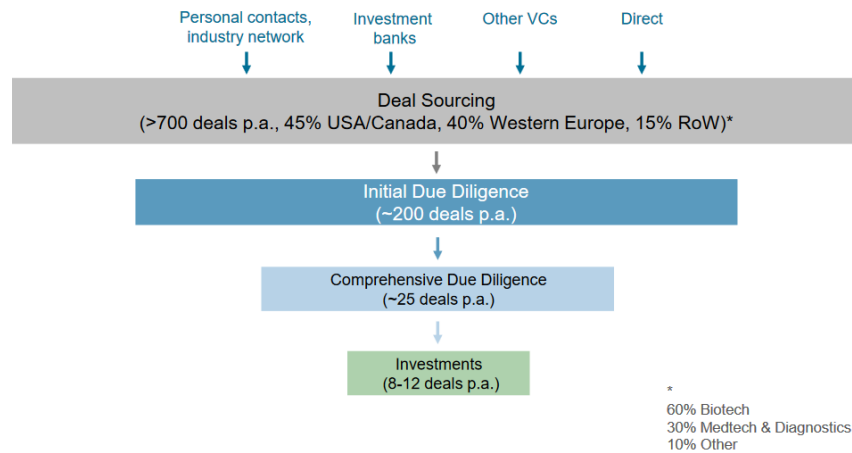 Personal contacts,
industry network
Investment
banks
Other VCs
Direct
Deal Sourcing
(>700 deals p.a., 45% USA/Canada, 40% Western Europe, 15% RoW)*
Initial Due Diligence
(~200 deals p.a.)
Comprehensive Due Diligence
(~25 deals p.a.)
Investments
(8-12 deals p.a.)
*
60% Biotech
30% Medtech & Diagnostics
10% Other